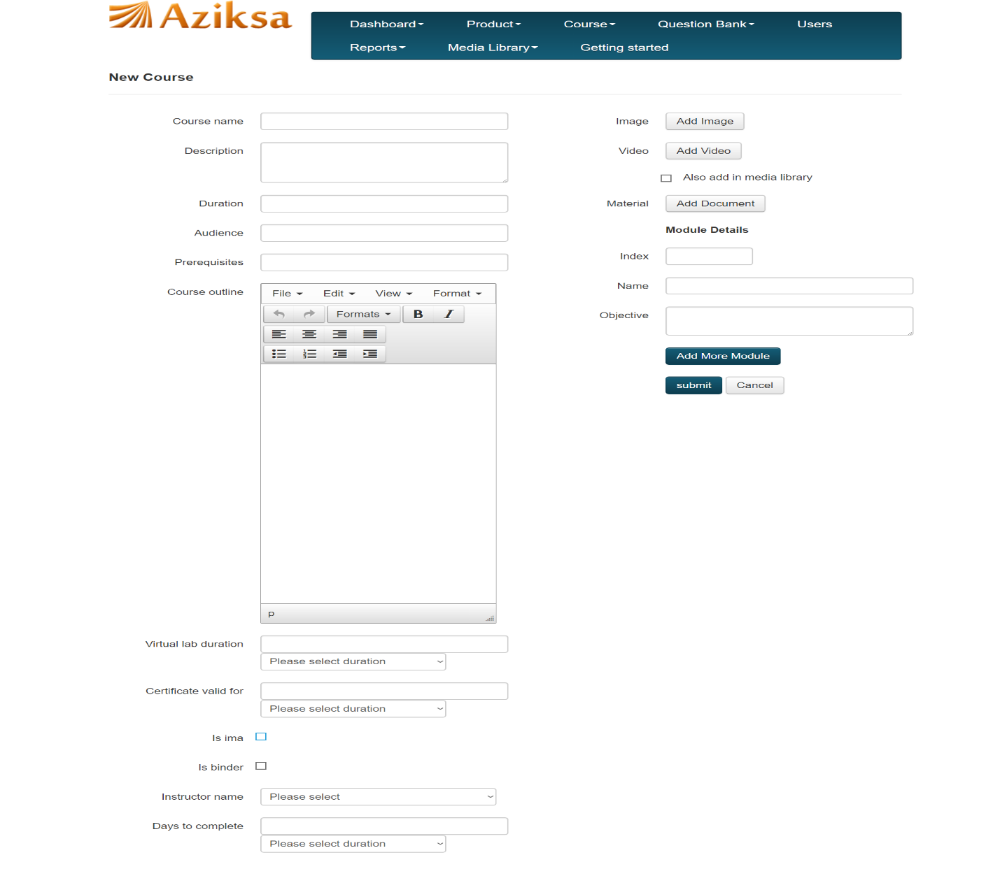 Aziksa
Dashboard Product Course Question Bank Users
Reports Media Library Getting started
New Course
Course name
Description
Duration
Audience
Prerequisites
Course outline
File Edit View Format
Formats B I
p
Virtual lab duration
Please select duration
Certificate valid for
Please select duration
Is ima
Is binder
Instructor name Please select
Days to complete
Please select duration
Image Add Image
Video Add Video
Also add in media library
Material Add Document
Module Details
Index
Name
Objective
Add More Module
submit Cancel